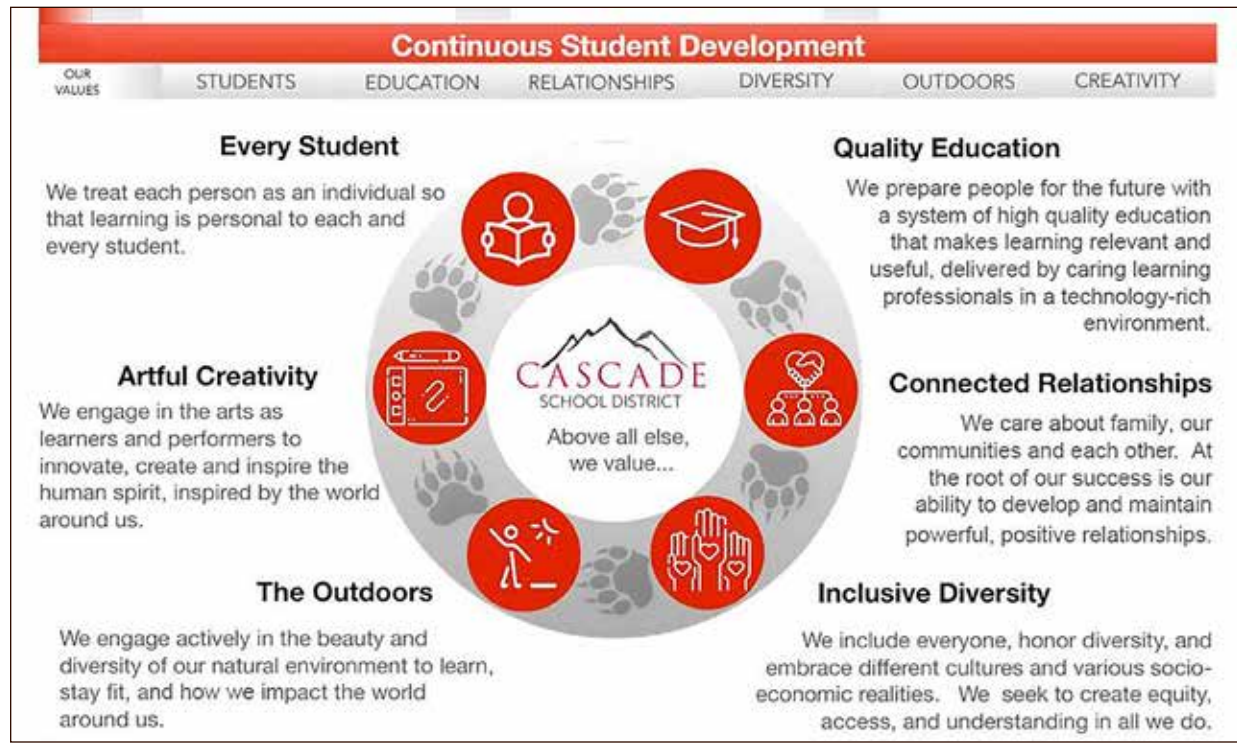 Continuous Student Development
OUR
VALUES
STUDENTS
EDUCATION
RELATIONSHIPS
DIVERSITY
OUTDOORS
CREATIVITY
Every Student
We treat each person as an individual so
that learning is personal to each and
every student.
Quality Education
We prepare people for the future with
a system of high quality education
that makes learning relevant and
useful, delivered by caring learning
professionals in a technology-rich
environment.
Artful Creativity
We engage in the arts as
learners and performers to
innovate, create and inspire the
human spirit, inspired by the world
around us.
CASCADE
SCHOOL DISTRICT
Above all else,
we value...
Connected Relationships
We care about family, our
communities and each other. At
the root of our success is our
ability to develop and maintain
powerful, positive relationships.
The Outdoors
We engage actively in the beauty and
diversity of our natural environment to learn,
stay fit, and how we impact the world
around us.
Inclusive Diversity
We include everyone, honor diversity, and
embrace different cultures and various socio-
economic realities. We seek to create equity,
access, and understanding in all we do.